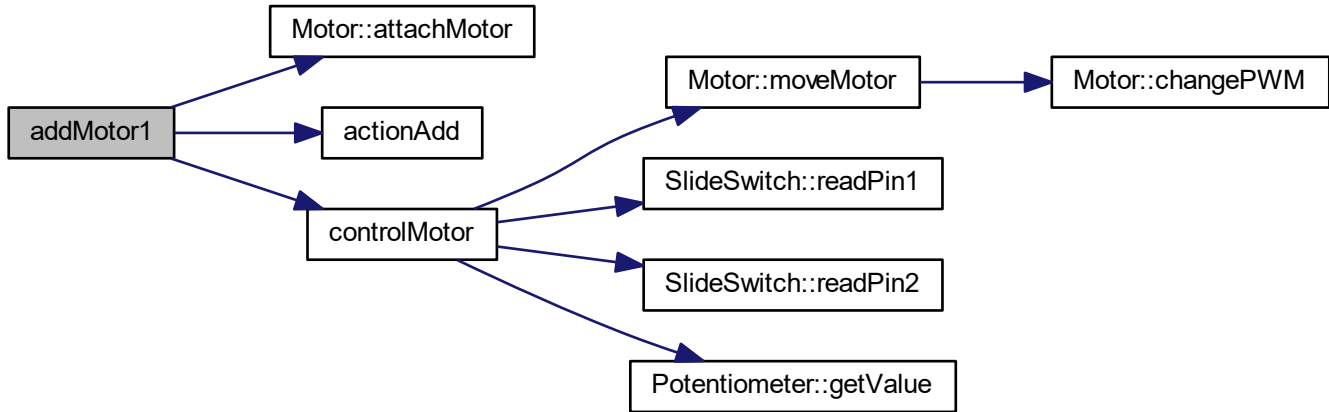 addMotor1
Motor::attachMotor
actionAdd
controlMotor
Motor::moveMotor
SlideSwitch::readPin1
SlideSwitch::readPin2
Potentiometer::getValue
Motor::changePWM